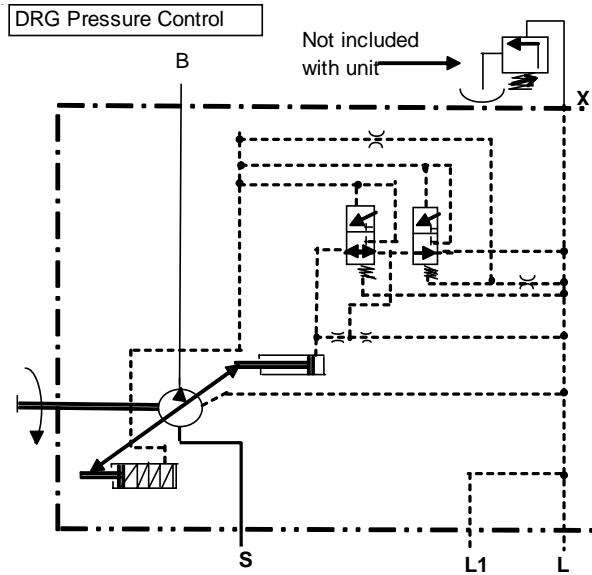 DRG Pressure Control
Not included
with unit
B
X
S
L1
L